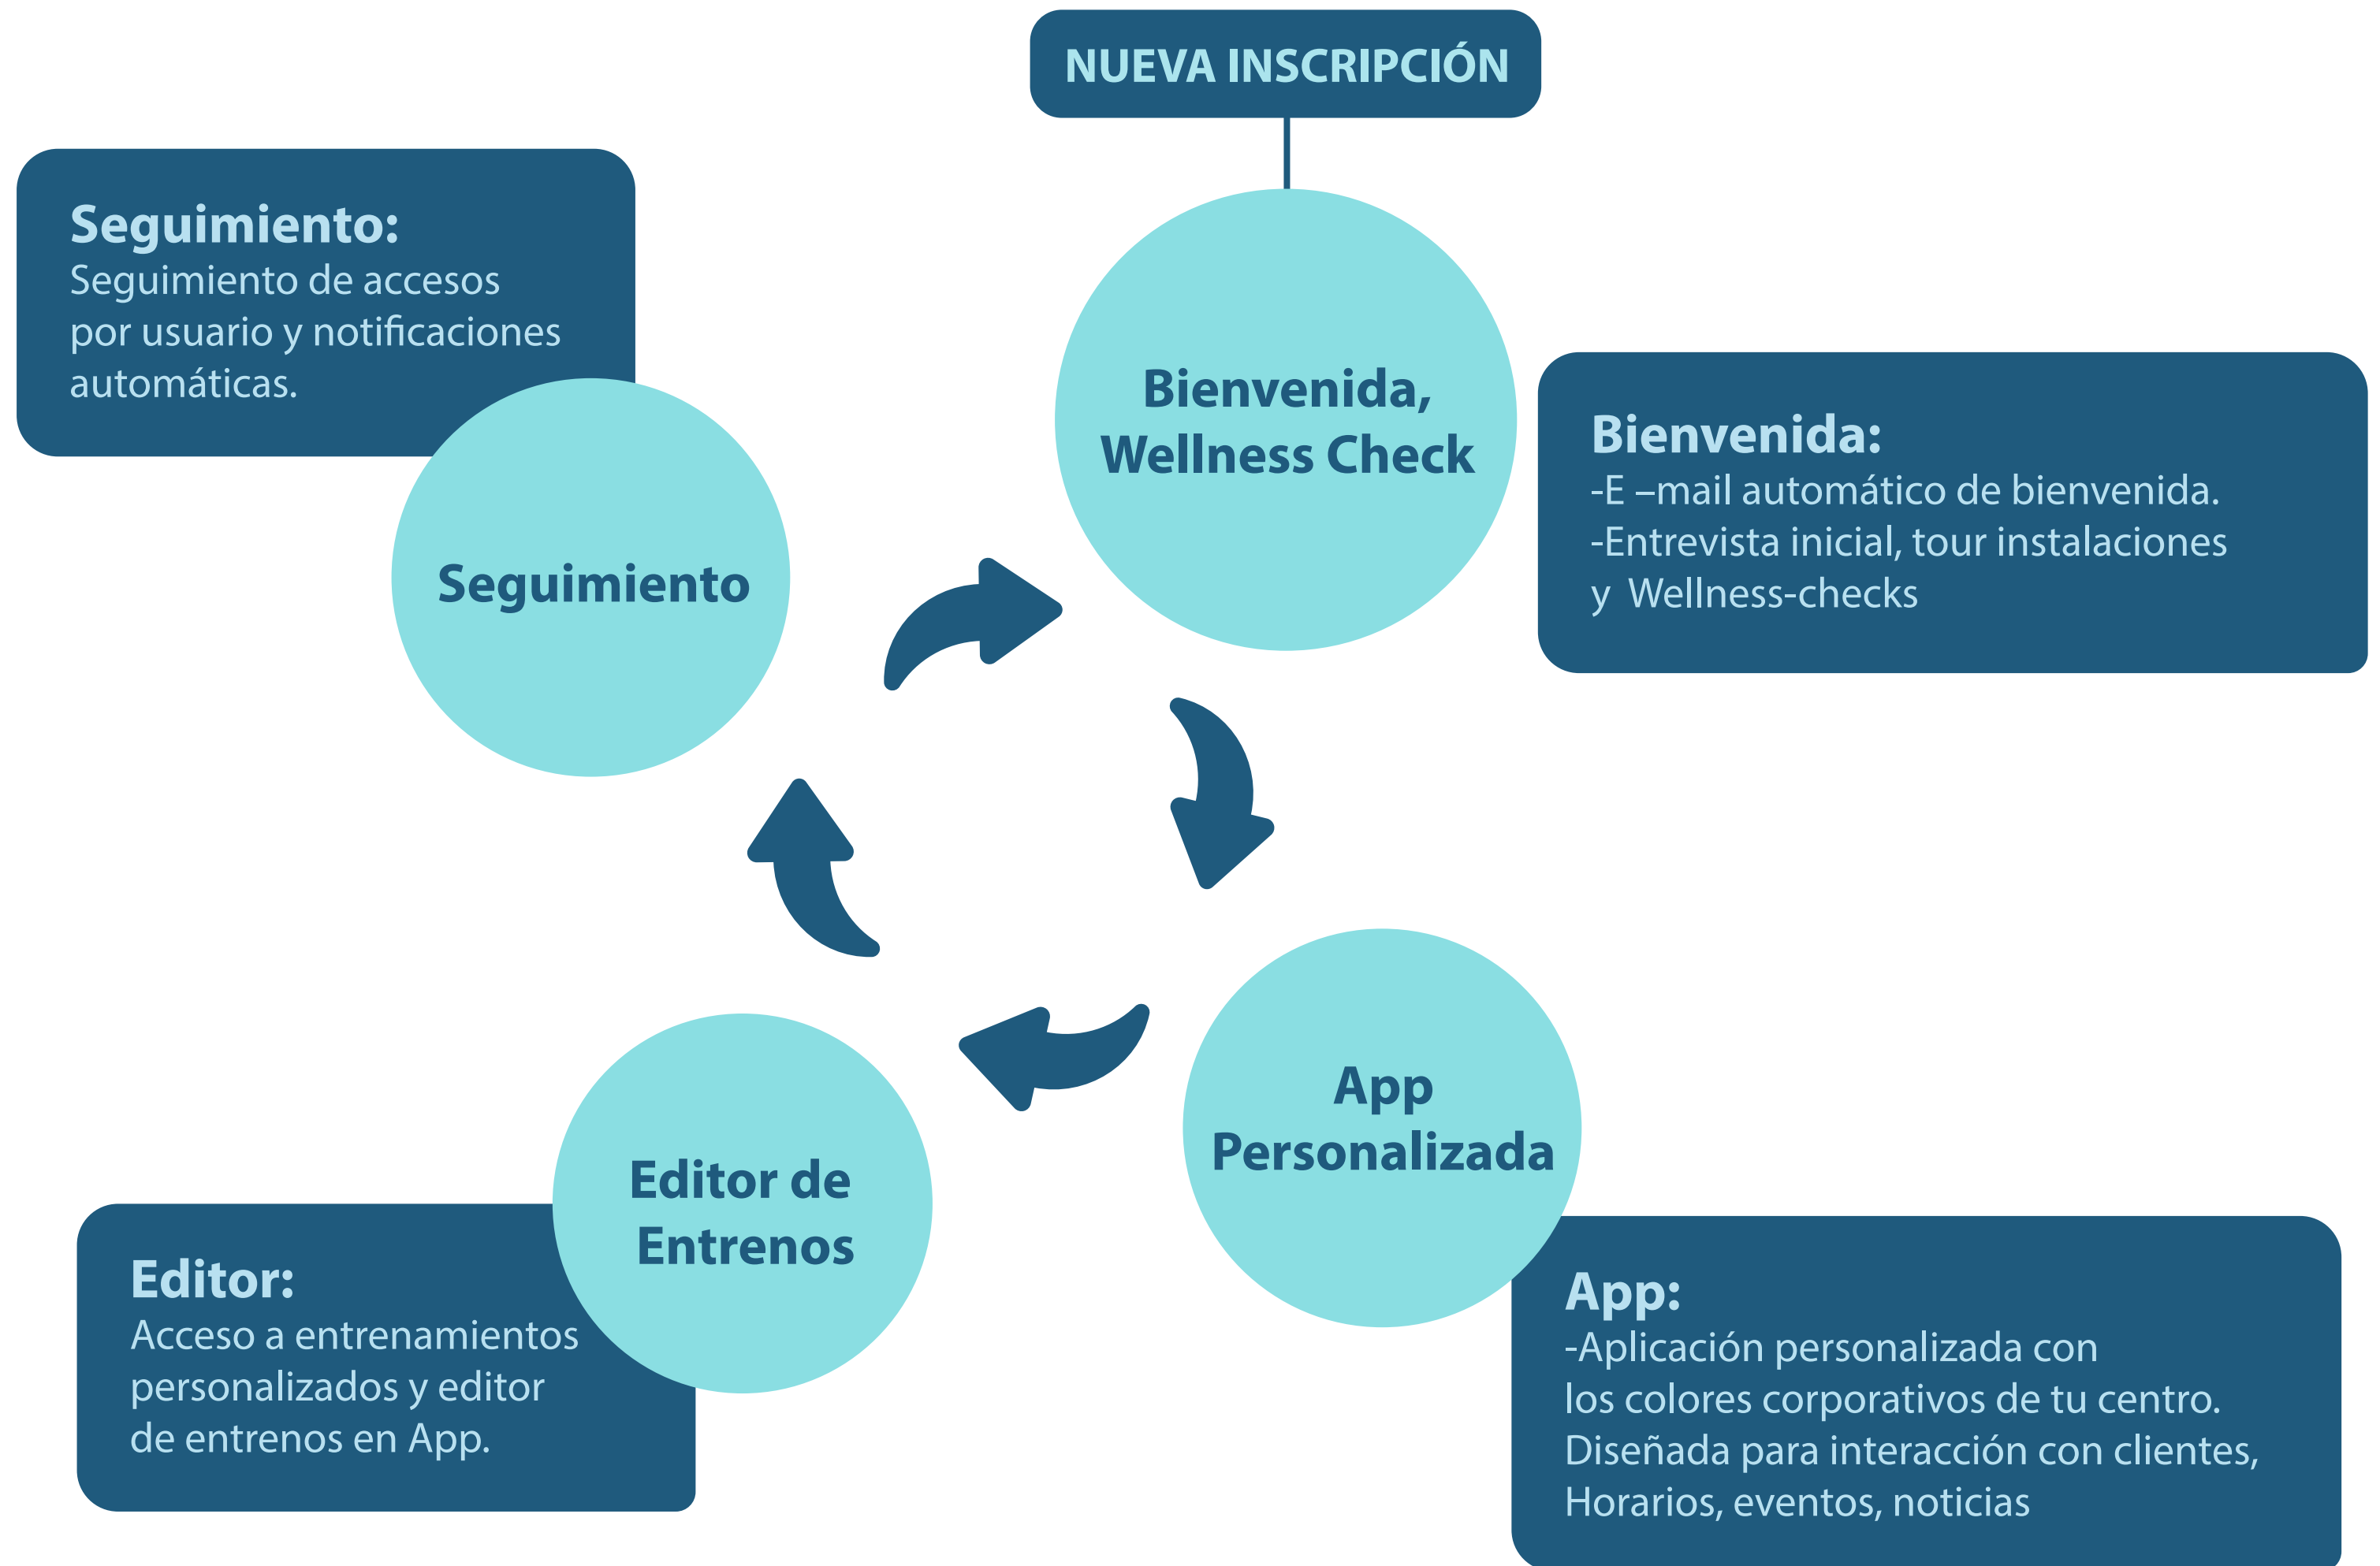 NUEVA INSCRIPCIÓN
Seguimiento:
Seguimiento de accesos
por usuario y notificaciones
automáticas.
Bienvenida,
Wellness Check
Bienvenida:
-E –mail automático de bienvenida.
-Entrevista inicial, tour instalaciones
y Wellness-checks
Seguimiento
App
Personalizada
Editor de
Entrenos
Editor:
Acceso a entrenamientos
personalizados y editor
de entrenos en App.
App:
-Aplicación personalizada con
los colores corporativos de tu centro.
Diseñada para interacción con clientes,
Horarios, eventos, noticias